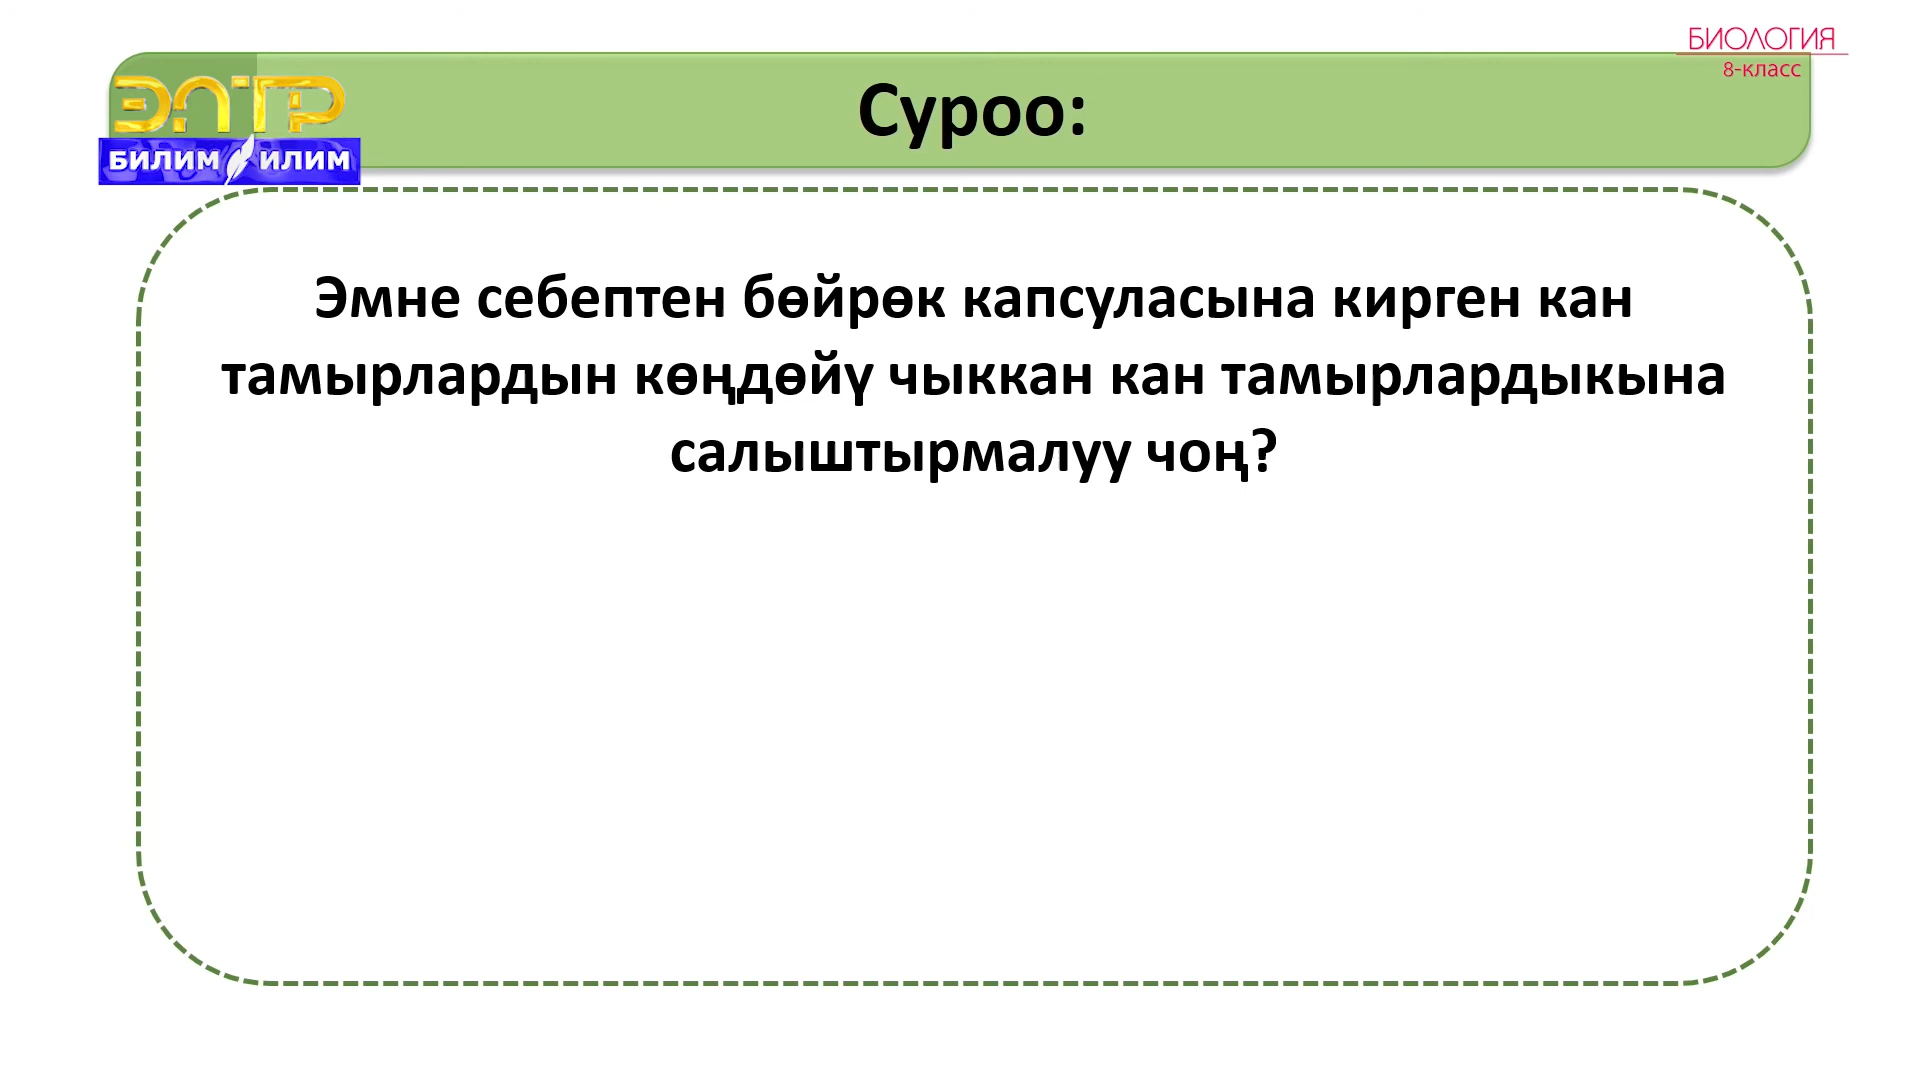 БИОЛОГИЯ
8-класс
ЭЛТР
БИЛИМ ИЛИМ
Суроо:
Эмне себептен бөйрөк капсуласына кирген кан
тамырлардын көңдөйү чыккан кан тамырлардыкына
салыштырмалуу чоң?